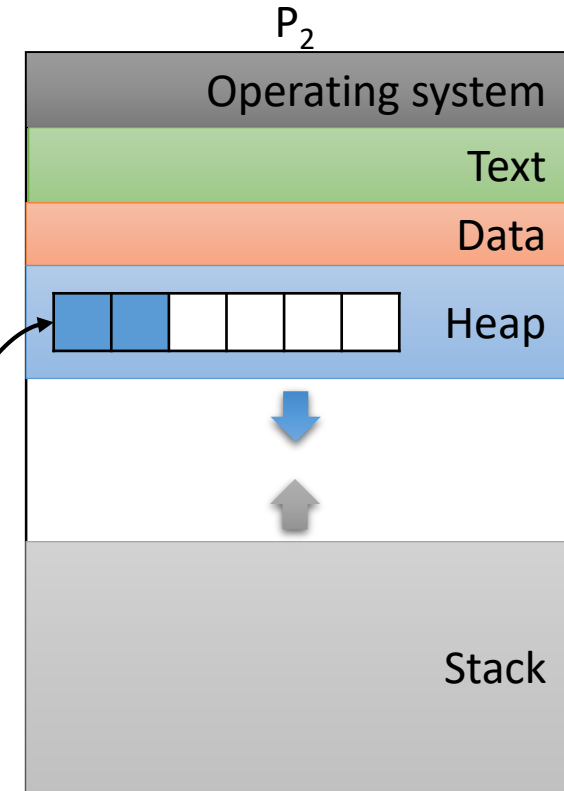 P₂
Operating system
Text
Data
Heap
Stack